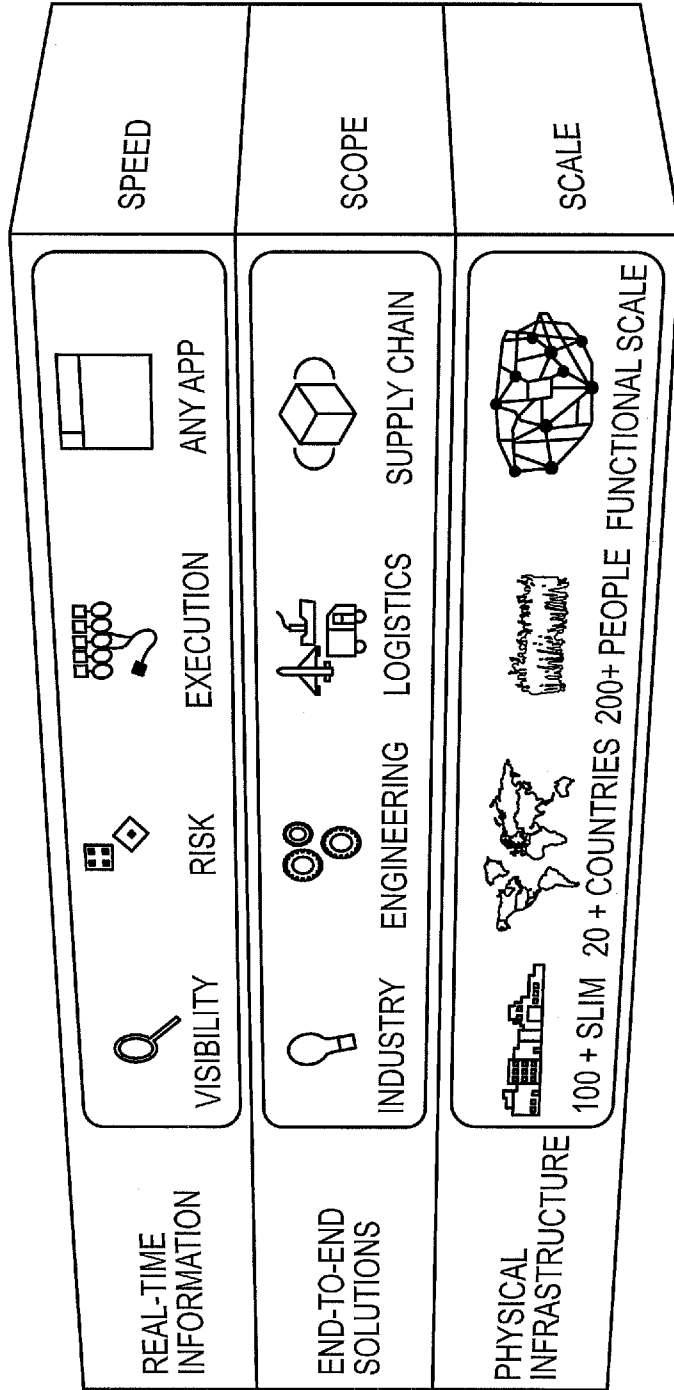 REAL-TIME
INFORMATION
VISIBILITY
RISK
EXECUTION
ANY APP
SPEED
END-TO-END
SOLUTIONS
INDUSTRY
ENGINEERING
LOGISTICS
SUPPLY CHAIN
SCOPE
PHYSICAL
INFRASTRUCTURE
100 + SLIM
20 + COUNTRIES
200+ PEOPLE
FUNCTIONAL SCALE
SCALE